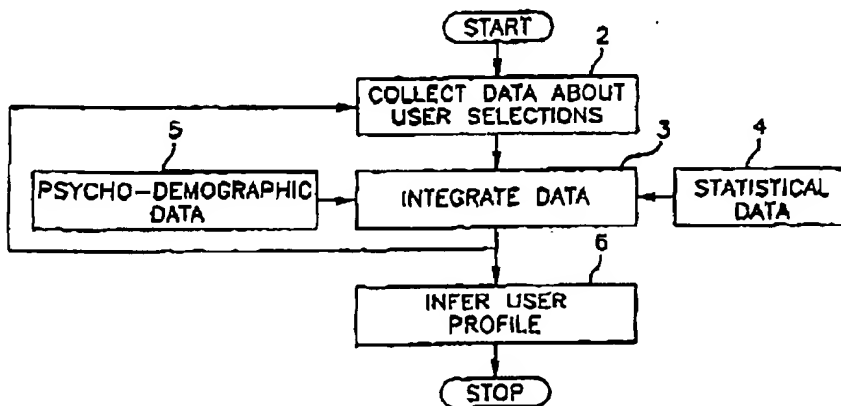 START
2
COLLECT DATA ABOUT
USER SELECTIONS
5
3
4
PSYCHO-DEMOGRAPHIC
DATA
INTEGRATE DATA
STATISTICAL
DATA
6
INFER USER
PROFILE
STOP